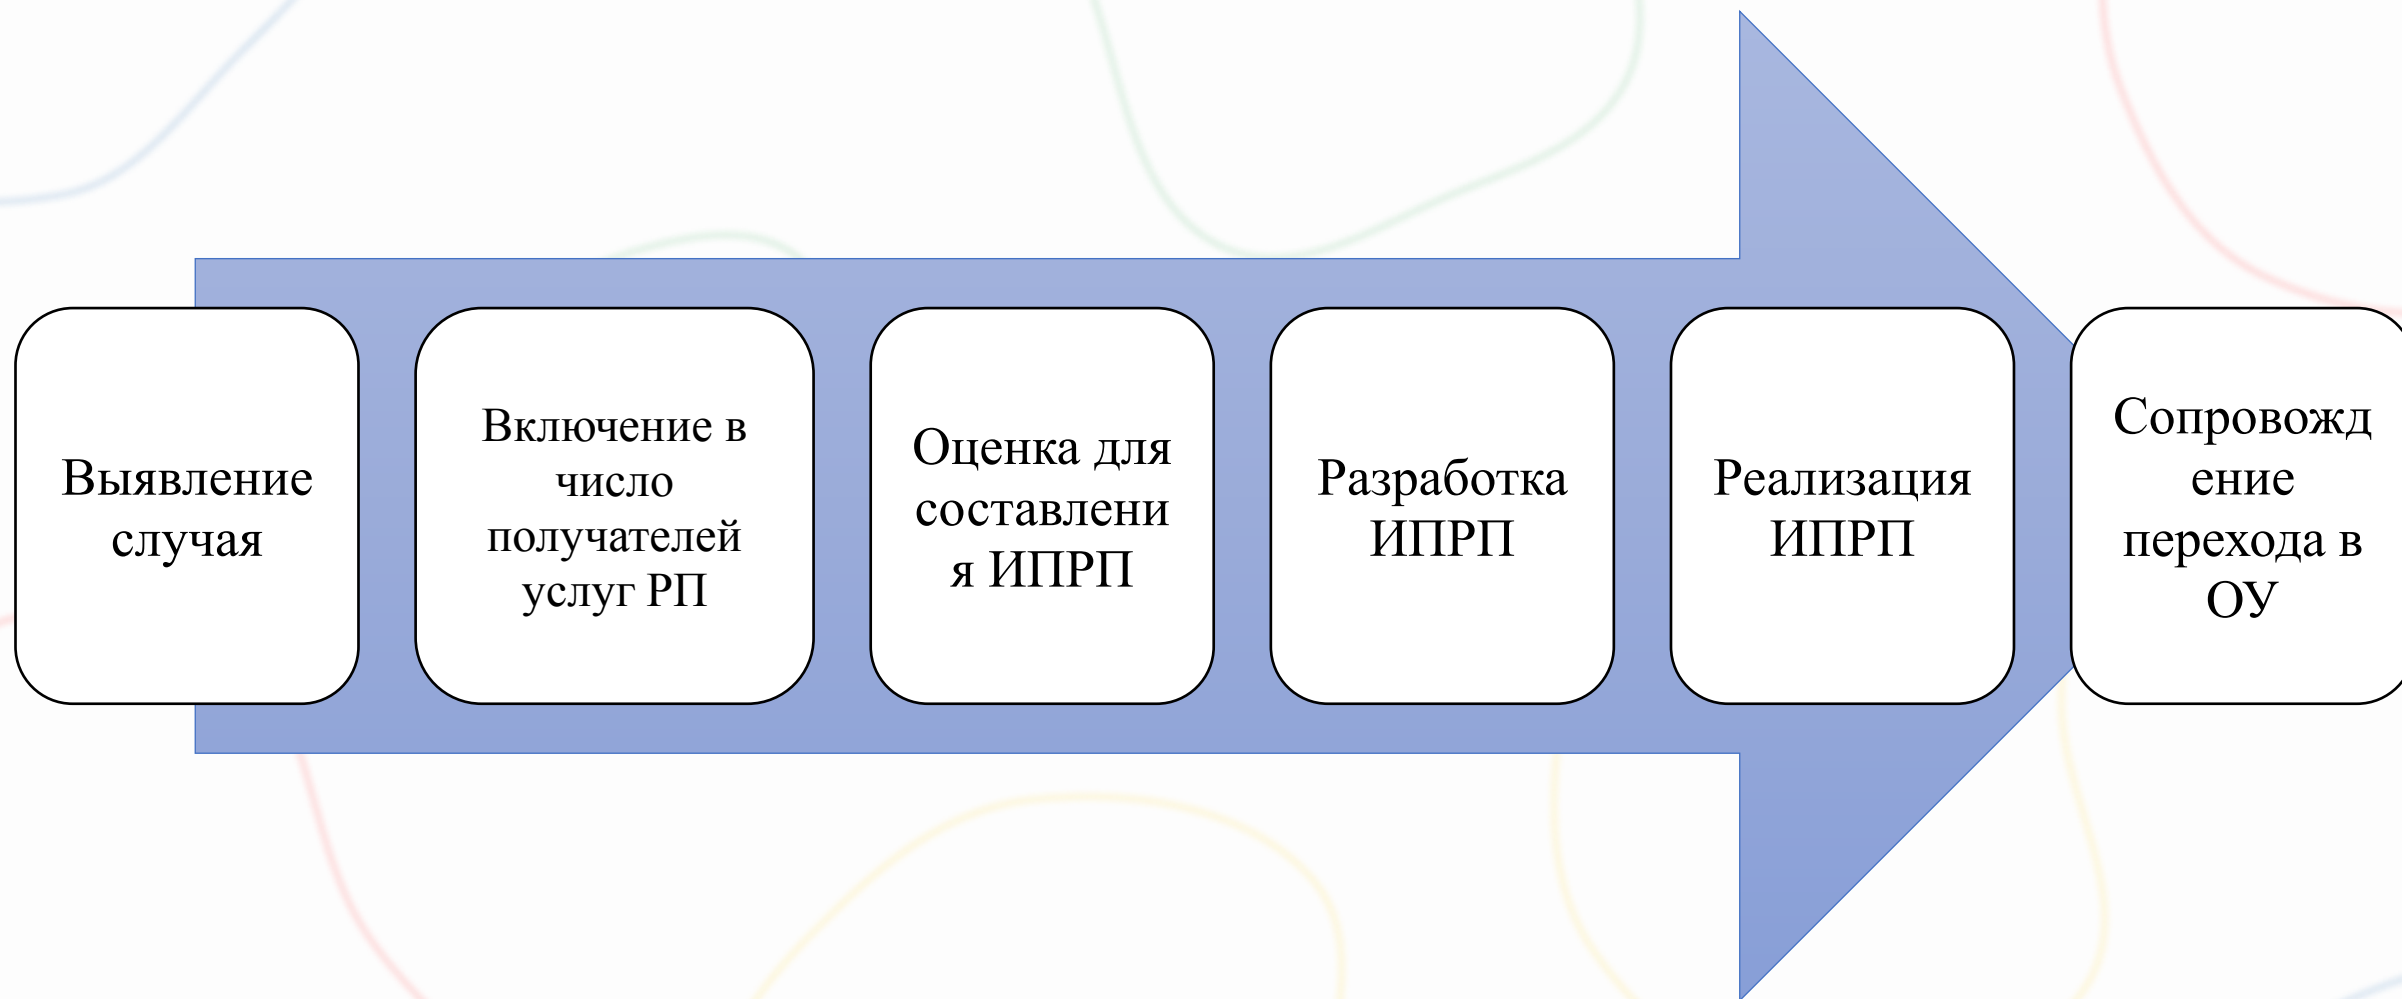 Выявление
случая
Включение в
число
получателей
услуг РП
Оценка для
составлени
я ИПРП
Разработка
ИПРП
Реализация
ИПРП
Сопровожд
ение
перехода в
ОУ